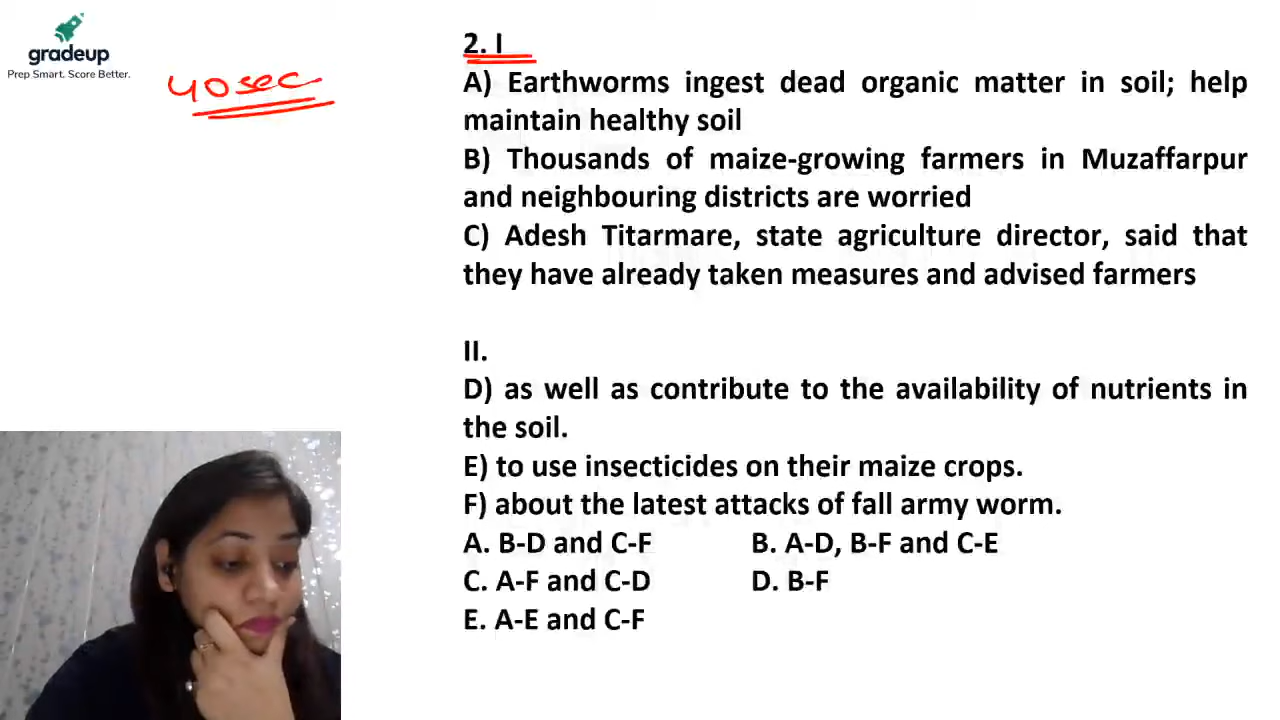 gradeup
Prep Smart. Score Better.
40 sec
2. I
A) Earthworms ingest dead organic matter in soil; help
maintain healthy soil
B) Thousands of maize-growing farmers in Muzaffarpur
and neighbouring districts are worried
C) Adesh Titarmare, state agriculture director, said that
they have already taken measures and advised farmers
II.
D) as well as contribute to the availability of nutrients in
the soil.
E) to use insecticides on their maize crops.
F) about the latest attacks of fall army worm.
A. B-D and C-F B. A-D, B-F and C-E
C. A-F and C-D D. B-F
E. A-E and C-F